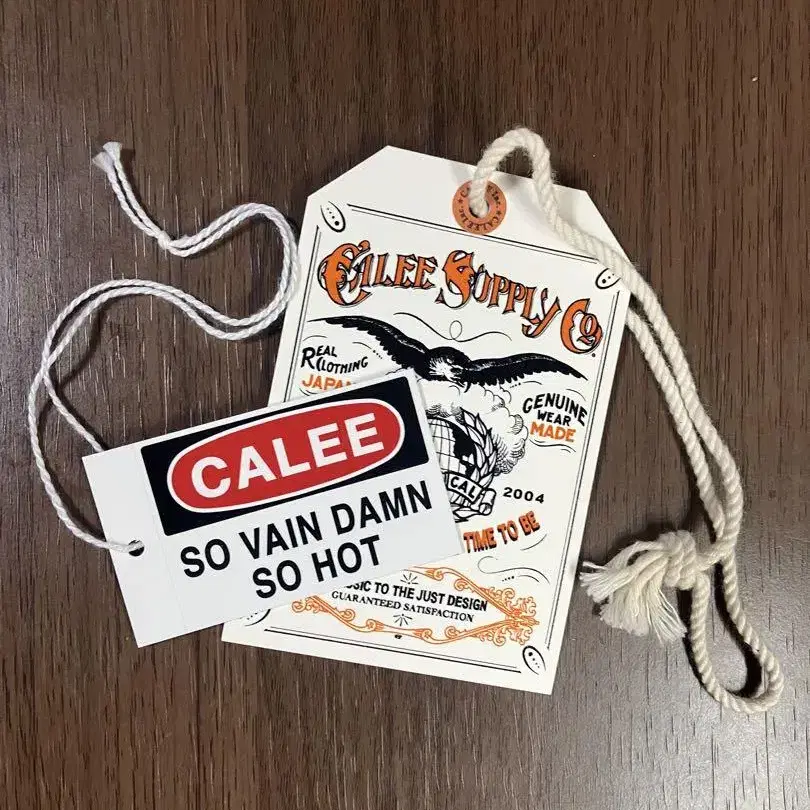 CALEE SUPPLY CO.
REAL
CLOTHING
JAPAN
GENUINE
WEAR
MADE
CAL
2004
TIME TO BE
TO THE JUST DESIGN
GUARANTEED SATISFACTION
CALEE
SO VAIN DAMN
SO HOT